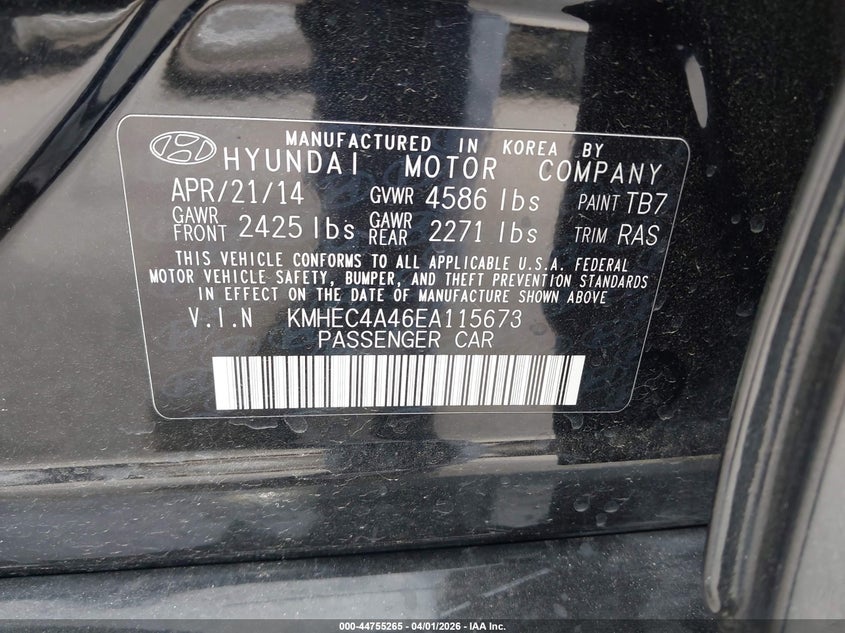 MANUFACTURED IN KOREA BY
HYUNDAI MOTOR COMPANY
APR/21/14 GVWR 4586 lbs PAINT TB7
GAWR FRONT 2425 lbs GAWR REAR 2271 lbs TRIM RAS
THIS VEHICLE CONFORMS TO ALL APPLICABLE U.S.A. FEDERAL
MOTOR VEHICLE SAFETY, BUMPER, AND THEFT PREVENTION STANDARDS
IN EFFECT ON THE DATE OF MANUFACTURE SHOWN ABOVE
V.I.N KMHEC4A46EA115673
PASSENGER CAR
000-44755265 - 04/01/2026 - IAA Inc.